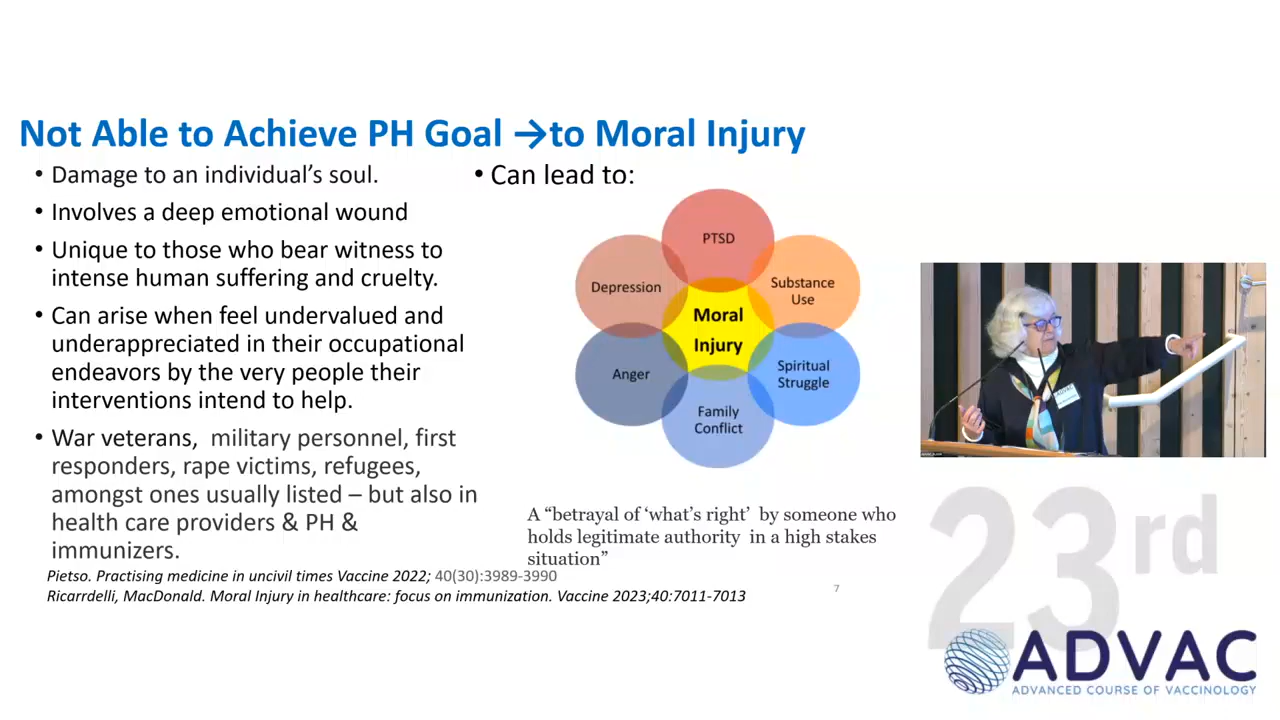 Not Able to Achieve PH Goal →to Moral Injury
• Damage to an individual’s soul.
• Involves a deep emotional wound
• Unique to those who bear witness to
intense human suffering and cruelty.
• Can arise when feel undervalued and
underappreciated in their occupational
endeavors by the very people their
interventions intend to help.
• War veterans, military personnel, first
responders, rape victims, refugees,
amongst ones usually listed – but also in
health care providers & PH &
immunizers.
• Can lead to:
PTSD
Depression
Substance
Use
Moral
Injury
Anger
Spiritual
Struggle
Family
Conflict
A “betrayal of ‘what’s right’ by someone who
holds legitimate authority in a high stakes
situation”
Pietso. Practising medicine in uncivil times Vaccine 2022; 40(30):3989-3990
Ricarrdelli, MacDonald. Moral Injury in healthcare: focus on immunization. Vaccine 2023;40:7011-7013
7
ADVAC
23rd
ADVAC
ADVANCED COURSE OF VACCINOLOGY